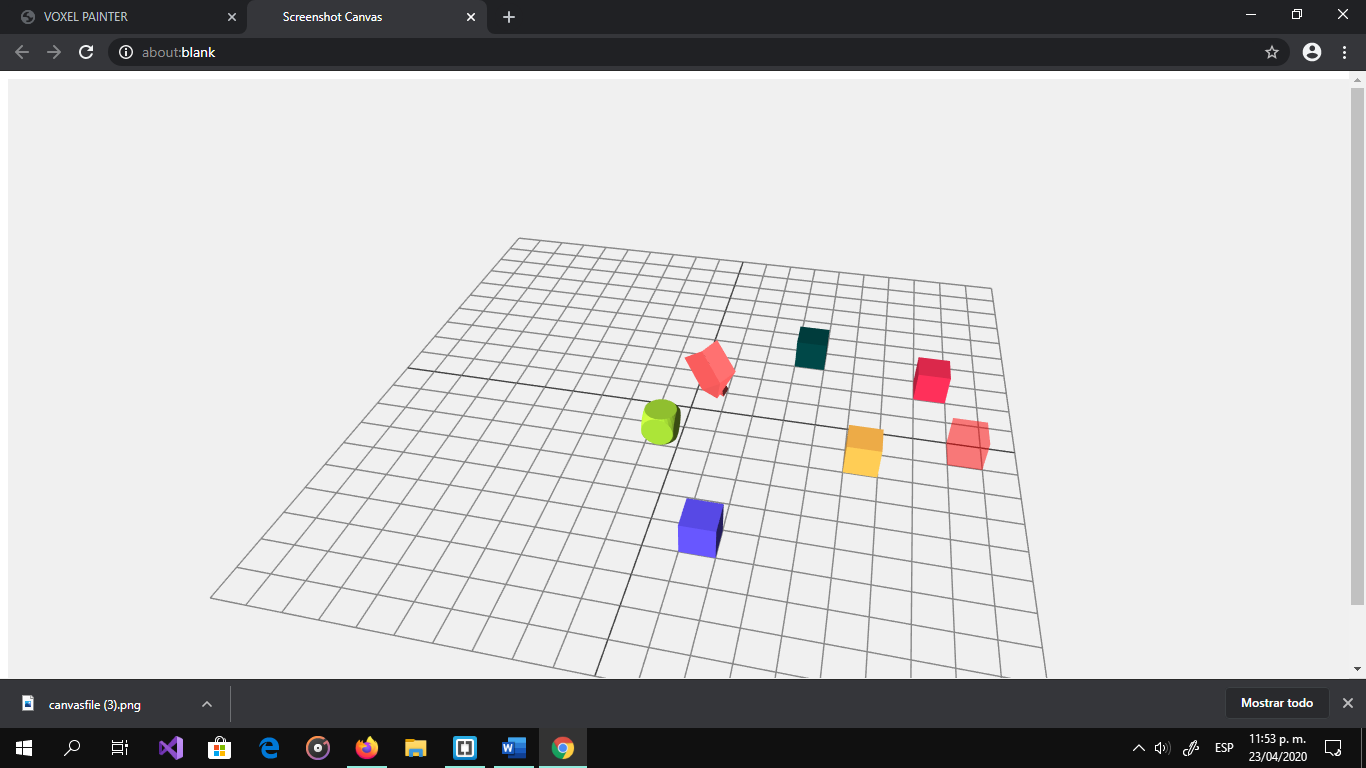 VOXEL PAINTER
Screenshot Canvas
about:blank
canvasfile (3).png
Mostrar todo
ESP
11:53 p. m.
23/04/2020